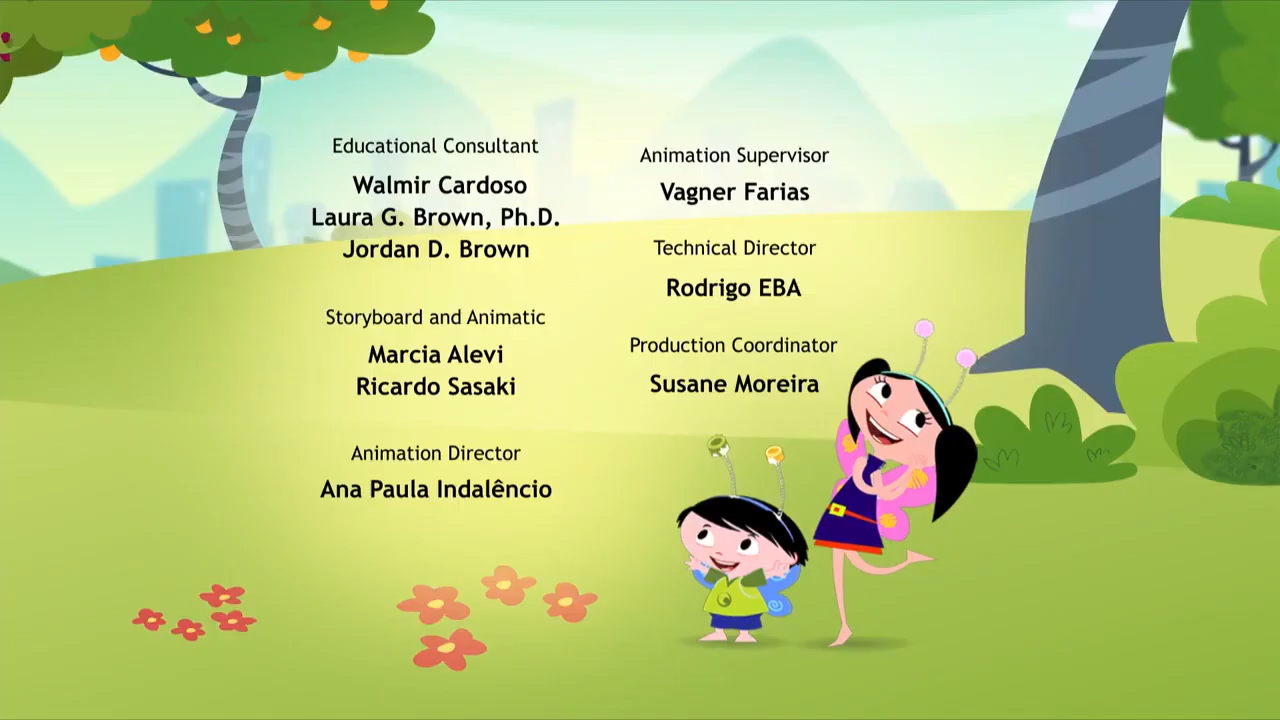 Educational Consultant
Walmir Cardoso
Laura G. Brown, Ph.D.
Jordan D. Brown
Storyboard and Animatic
Marcia Alevi
Ricardo Sasaki
Animation Director
Ana Paula Indalêncio
Animation Supervisor
Vagner Farias
Technical Director
Rodrigo EBA
Production Coordinator
Susane Moreira